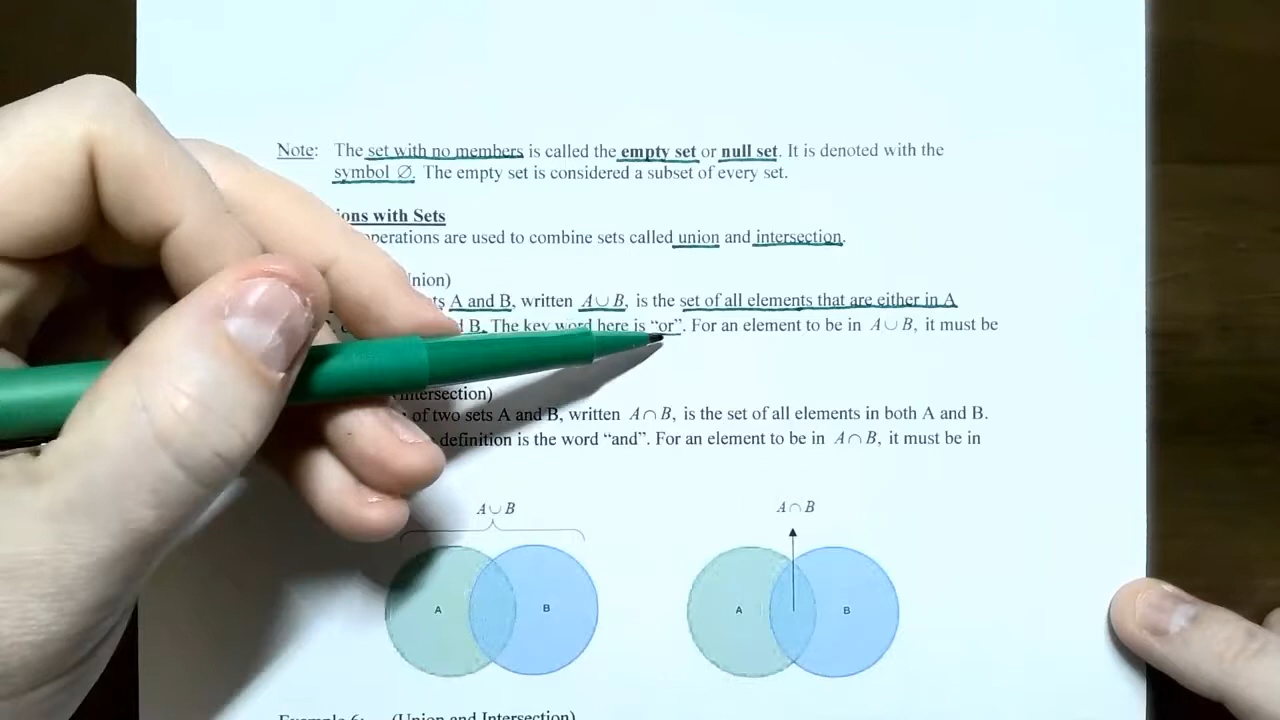 Note: The set with no members is called the empty set or null set. It is denoted with the
symbol ∅. The empty set is considered a subset of every set.
ions with Sets
operations are used to combine sets called union and intersection.
nion)
ts A and B, written A∪B, is the set of all elements that are either in A
d B. The key word here is “or”. For an element to be in A∪B, it must be
(Intersection)
of two sets A and B, written A∩B, is the set of all elements in both A and B.
definition is the word “and”. For an element to be in A∩B, it must be in
A∪B
A∩B
A B
A B
Example 6: (Union and Intersection)